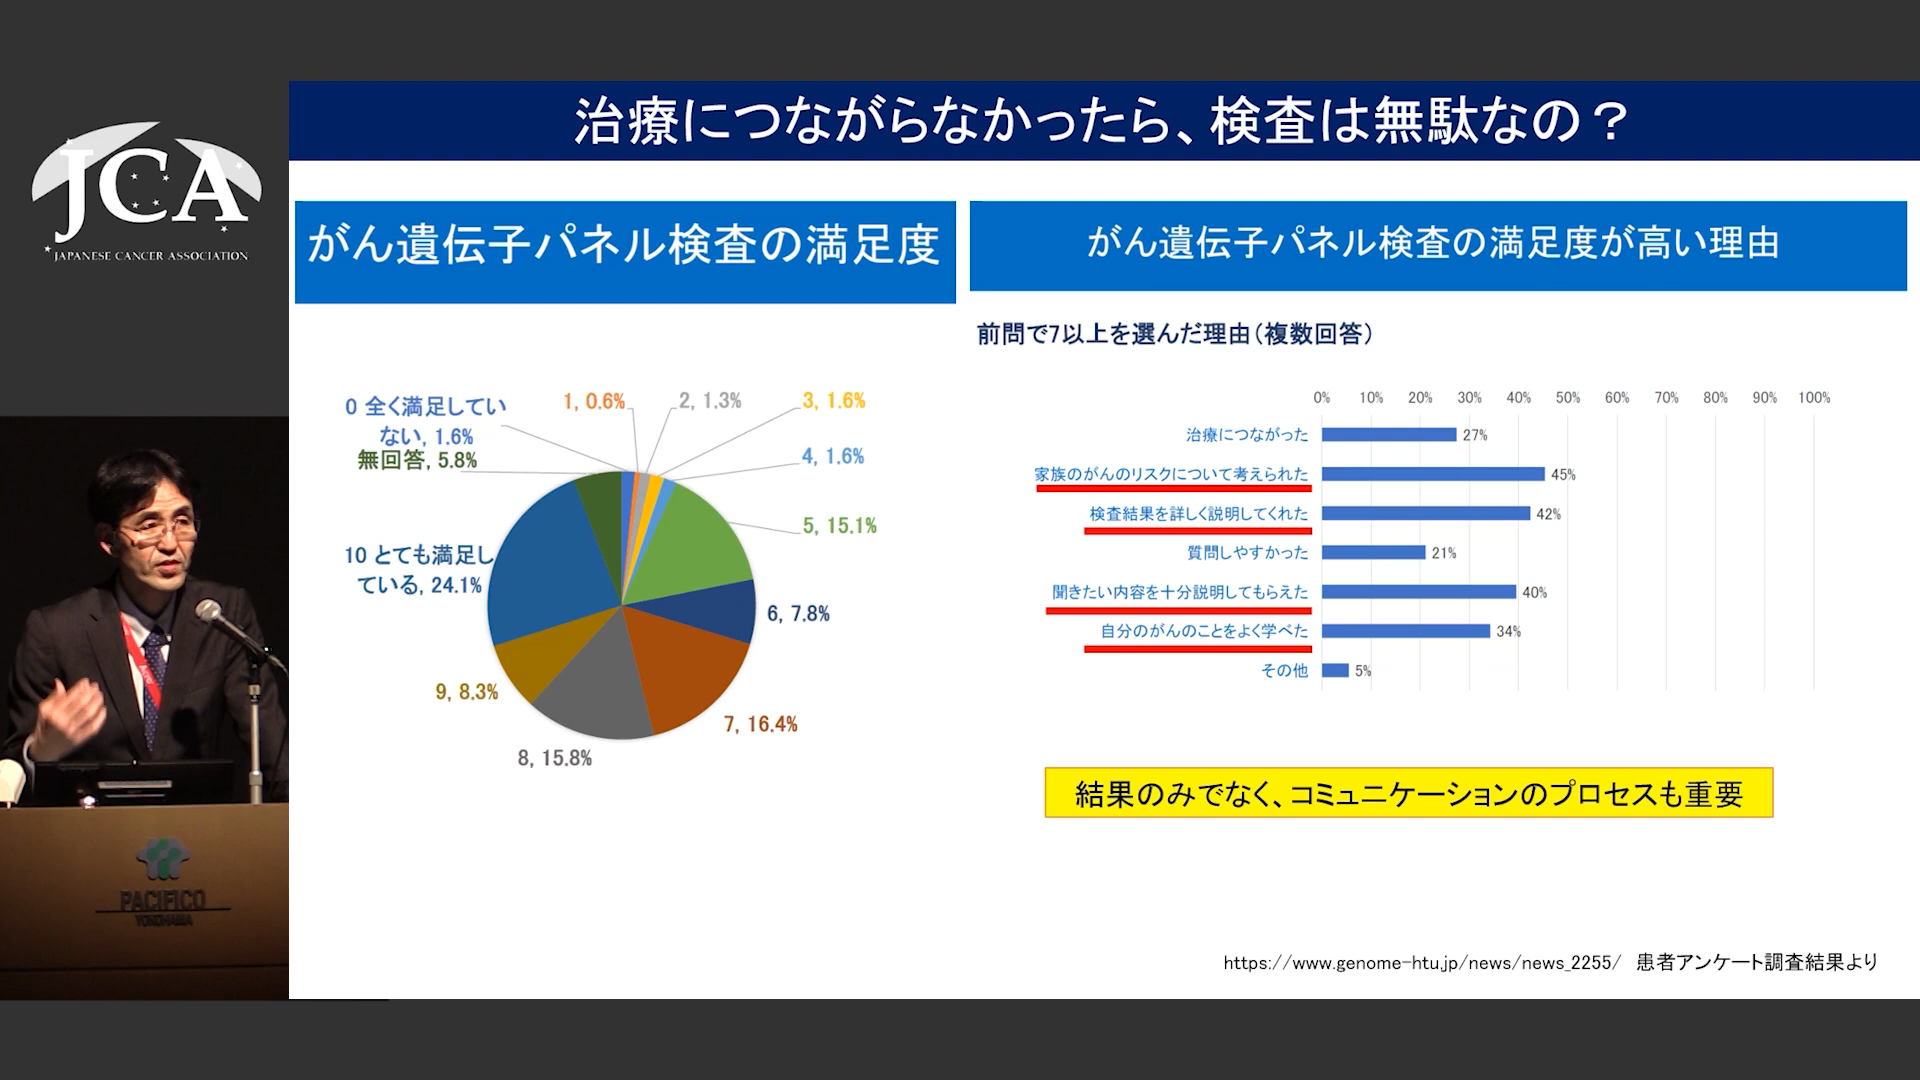 治療につながらなかったら、検査は無駄なの？
JCA
JAPANESE CANCER ASSOCIATION
がん遺伝子パネル検査の満足度
0 全く満足してい
ない, 1.6%
無回答, 5.8%
1, 0.6%
2, 1.3%
3, 1.6%
4, 1.6%
5, 15.1%
6, 7.8%
7, 16.4%
8, 15.8%
9, 8.3%
10 とても満足し
ている, 24.1%
がん遺伝子パネル検査の満足度が高い理由
前問で7以上を選んだ理由（複数回答）
0% 10% 20% 30% 40% 50% 60% 70% 80% 90% 100%
治療につながった 27%
家族のがんのリスクについて考えられた 45%
検査結果を詳しく説明してくれた 42%
質問しやすかった 21%
聞きたい内容を十分説明してもらえた 40%
自分のがんのことをよく学べた 34%
その他 5%
結果のみでなく、コミュニケーションのプロセスも重要
https://www.genome-htu.jp/news/news_2255/ 患者アンケート調査結果より
PACIFICO
YOKOHAMA